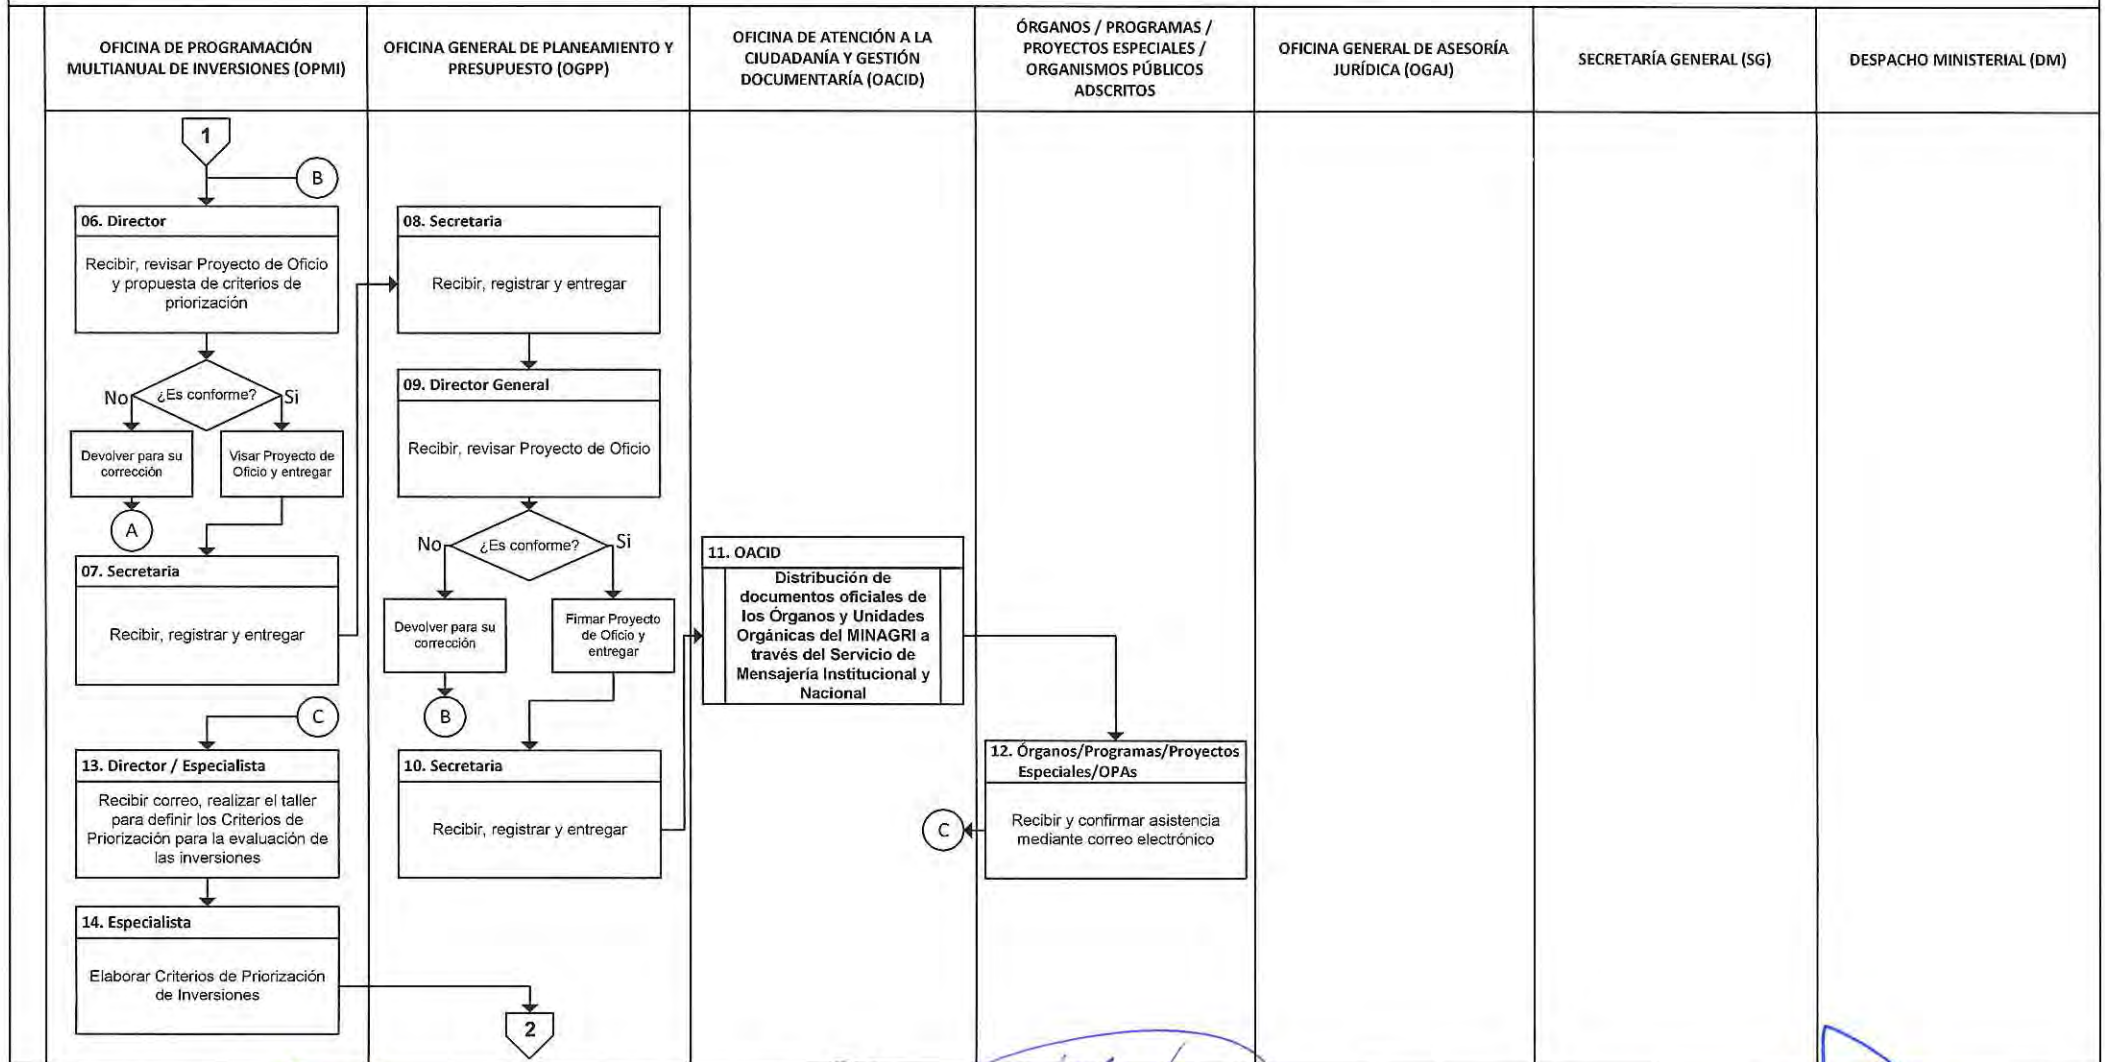 OFICINA DE PROGRAMACIÓN
MULTIANUAL DE INVERSIONES (OPMI)
OFICINA GENERAL DE PLANEAMIENTO Y
PRESUPUESTO (OGPP)
OFICINA DE ATENCIÓN A LA
CIUDADANÍA Y GESTIÓN
DOCUMENTARÍA (OACID)
ÓRGANOS / PROGRAMAS /
PROYECTOS ESPECIALES /
ORGANISMOS PÚBLICOS
ADSCRITOS
OFICINA GENERAL DE ASESORÍA
JURÍDICA (OGAJ)
SECRETARÍA GENERAL (SG)
DESPACHO MINISTERIAL (DM)
1
B
06. Director
Recibir, revisar Proyecto de Oficio
y propuesta de criterios de
priorización
¿Es conforme?
No
Si
Devolver para su
corrección
Visar Proyecto de
Oficio y entregar
A
07. Secretaria
Recibir, registrar y entregar
08. Secretaria
Recibir, registrar y entregar
09. Director General
Recibir, revisar Proyecto de Oficio
¿Es conforme?
No
Si
Devolver para su
corrección
Firmar Proyecto
de Oficio y
entregar
B
10. Secretaria
Recibir, registrar y entregar
11. OACID
Distribución de
documentos oficiales de
los Órganos y Unidades
Orgánicas del MINAGRI a
través del Servicio de
Mensajería Institucional y
Nacional
12. Órganos/Programas/Proyectos
Especiales/OPAs
Recibir y confirmar asistencia
mediante correo electrónico
C
C
13. Director / Especialista
Recibir correo, realizar el taller
para definir los Criterios de
Priorización para la evaluación de
las inversiones
14. Especialista
Elaborar Criterios de Priorización
de Inversiones
2